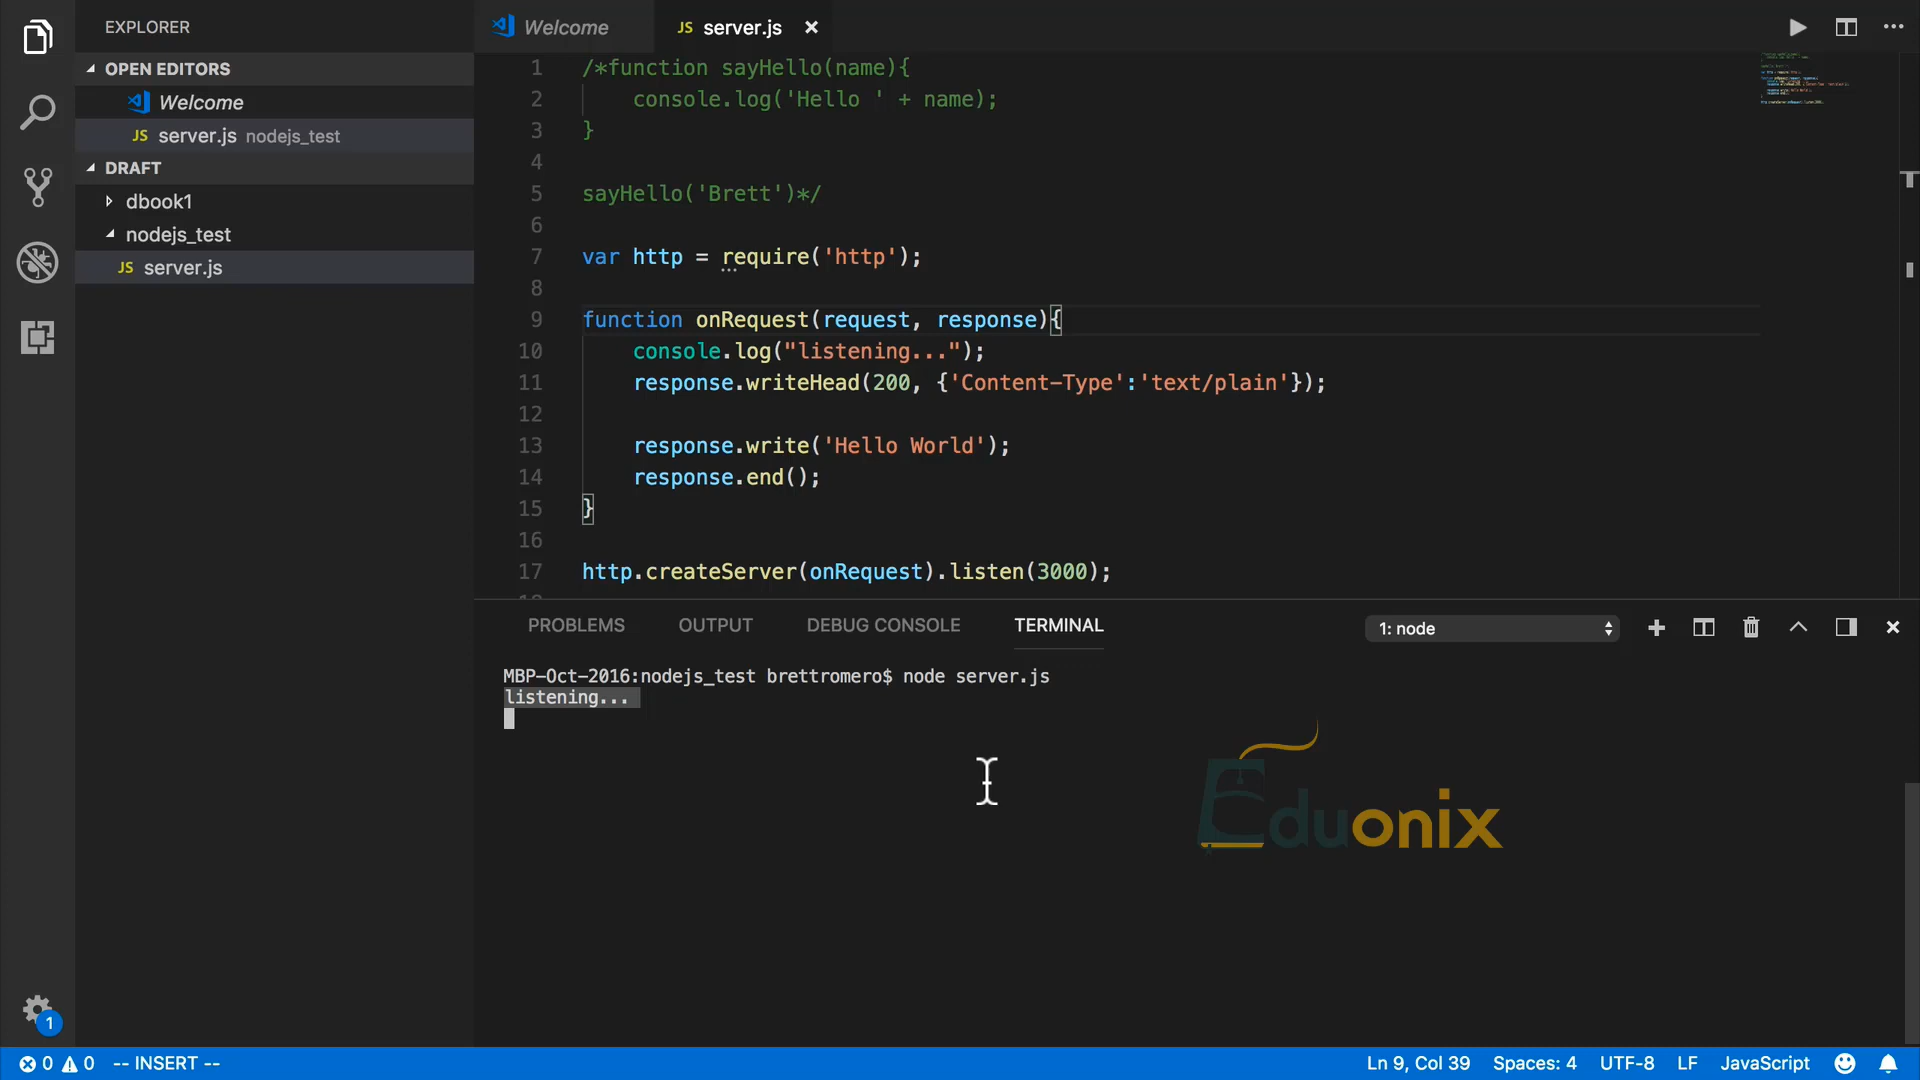 EXPLORER
OPEN EDITORS
Welcome
JS server.js nodejs_test
DRAFT
dbook1
nodejs_test
JS server.js
1
Welcome
JS server.js
1 /*function sayHello(name){
2 console.log('Hello ' + name);
3 }
4
5 sayHello('Brett')*/
6
7 var http = require('http');
8
9 function onRequest(request, response){
10 console.log("listening...");
11 response.writeHead(200, {'Content-Type':'text/plain'});
12
13 response.write('Hello World');
14 response.end();
15 }
16
17 http.createServer(onRequest).listen(3000);
PROBLEMS OUTPUT DEBUG CONSOLE TERMINAL 1: node
MBP-Oct-2016:nodejs_test brettromero$ node server.js
listening...
Eduonix
0 0 -- INSERT -- Ln 9, Col 39 Spaces: 4 UTF-8 LF JavaScript